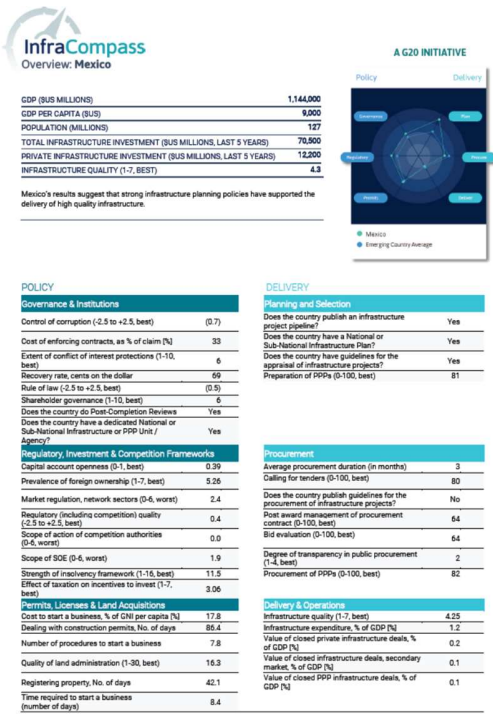 InfraCompass
Overview: Mexico
A G20 INITIATIVE
GDP ($US MILLIONS) 1,144,000
GDP PER CAPITA ($US) 9,000
POPULATION (MILLIONS) 127
TOTAL INFRASTRUCTURE INVESTMENT ($US MILLIONS, LAST 5 YEARS) 70,500
PRIVATE INFRASTRUCTURE INVESTMENT ($US MILLIONS, LAST 5 YEARS) 12,200
INFRASTRUCTURE QUALITY (1-7, BEST) 4.3
Mexico's results suggest that strong infrastructure planning policies have supported the
delivery of high quality infrastructure.
Policy Delivery
Governance Plan
Regulatory Procure
Permits Deliver
Mexico
Emerging Country Average
POLICY
Governance & Institutions
Control of corruption (-2.5 to +2.5, best) (0.7)
Cost of enforcing contracts, as % of claim [%] 33
Extent of conflict of interest protections (1-10,
best) 6
Recovery rate, cents on the dollar 69
Rule of law (-2.5 to +2.5, best) (0.5)
Shareholder governance (1-10, best) 6
Does the country do Post-Completion Reviews Yes
Does the country have a dedicated National or
Sub-National Infrastructure or PPP Unit / Yes
Agency?
Regulatory, Investment & Competition Frameworks
Capital account openness (0-1, best) 0.39
Prevalence of foreign ownership (1-7, best) 5.26
Market regulation, network sectors (0-6, worst) 2.4
Regulatory (including competition) quality
(-2.5 to +2.5, best) 0.4
Scope of action of competition authorities
(0-6, worst) 0.0
Scope of SOE (0-6, worst) 1.9
Strength of insolvency framework (1-16, best) 11.5
Effect of taxation on incentives to invest (1-7,
best) 3.06
Permits, Licenses & Land Acquisitions
Cost to start a business, % of GNI per capita [%] 17.8
Dealing with construction permits, No. of days 86.4
Number of procedures to start a business 7.8
Quality of land administration (1-30, best) 16.3
Registering property, No. of days 42.1
Time required to start a business
(number of days) 8.4
DELIVERY
Planning and Selection
Does the country publish an infrastructure
project pipeline? Yes
Does the country have a National or
Sub-National Infrastructure Plan? Yes
Does the country have guidelines for the
appraisal of infrastructure projects? Yes
Preparation of PPPs (0-100, best) 81
Procurement
Average procurement duration (in months) 3
Calling for tenders (0-100, best) 80
Does the country publish guidelines for the
procurement of infrastructure projects? No
Post award management of procurement
contract (0-100, best) 64
Bid evaluation (0-100, best) 64
Degree of transparency in public procurement
(1-4, best) 2
Procurement of PPPs (0-100, best) 82
Delivery & Operations
Infrastructure quality (1-7, best) 4.25
Infrastructure expenditure, % of GDP [%] 1.2
Value of closed private infrastructure deals, %
of GDP [%] 0.2
Value of closed infrastructure deals, secondary
market, % of GDP [%] 0.1
Value of closed PPP infrastructure deals, % of
GDP [%] 0.1